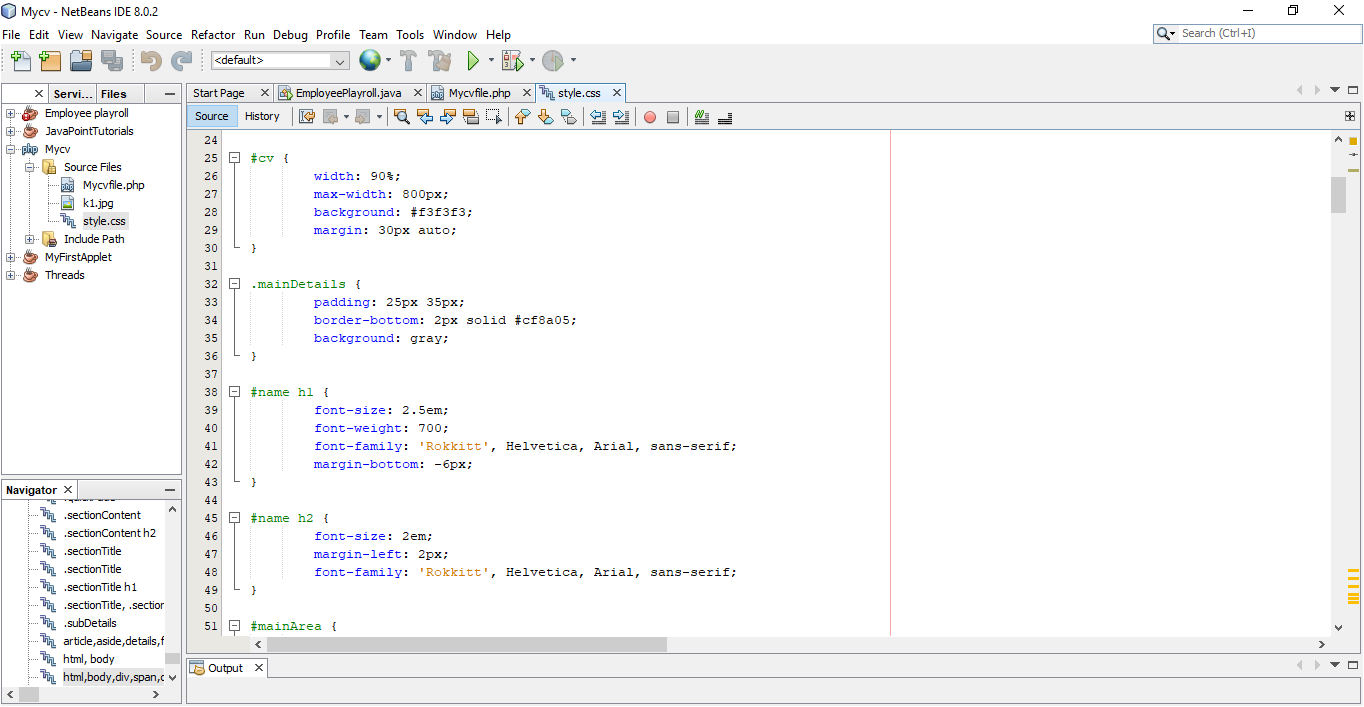 Mycv - NetBeans IDE 8.0.2
File Edit View Navigate Source Refactor Run Debug Profile Team Tools Window Help
Search (Ctrl+I)
<default>
Servi... Files
Employee playroll
JavaPointTutorials
Mycv
Source Files
Mycvfile.php
k1.jpg
style.css
Include Path
MyFirstApplet
Threads
Navigator
.sectionContent
.sectionContent h2
.sectionTitle
.sectionTitle
.sectionTitle h1
.sectionTitle, .section
.subDetails
article,aside,details,f
html, body
html,body,div,span,c
Start Page EmployeePlayroll.java Mycvfile.php style.css
Source History
24
25 #cv {
26 width: 90%;
27 max-width: 800px;
28 background: #f3f3f3;
29 margin: 30px auto;
30 }
31
32 .mainDetails {
33 padding: 25px 35px;
34 border-bottom: 2px solid #cf8a05;
35 background: gray;
36 }
37
38 #name h1 {
39 font-size: 2.5em;
40 font-weight: 700;
41 font-family: 'Rokkitt', Helvetica, Arial, sans-serif;
42 margin-bottom: -6px;
43 }
44
45 #name h2 {
46 font-size: 2em;
47 margin-left: 2px;
48 font-family: 'Rokkitt', Helvetica, Arial, sans-serif;
49 }
50
51 #mainArea {
Output